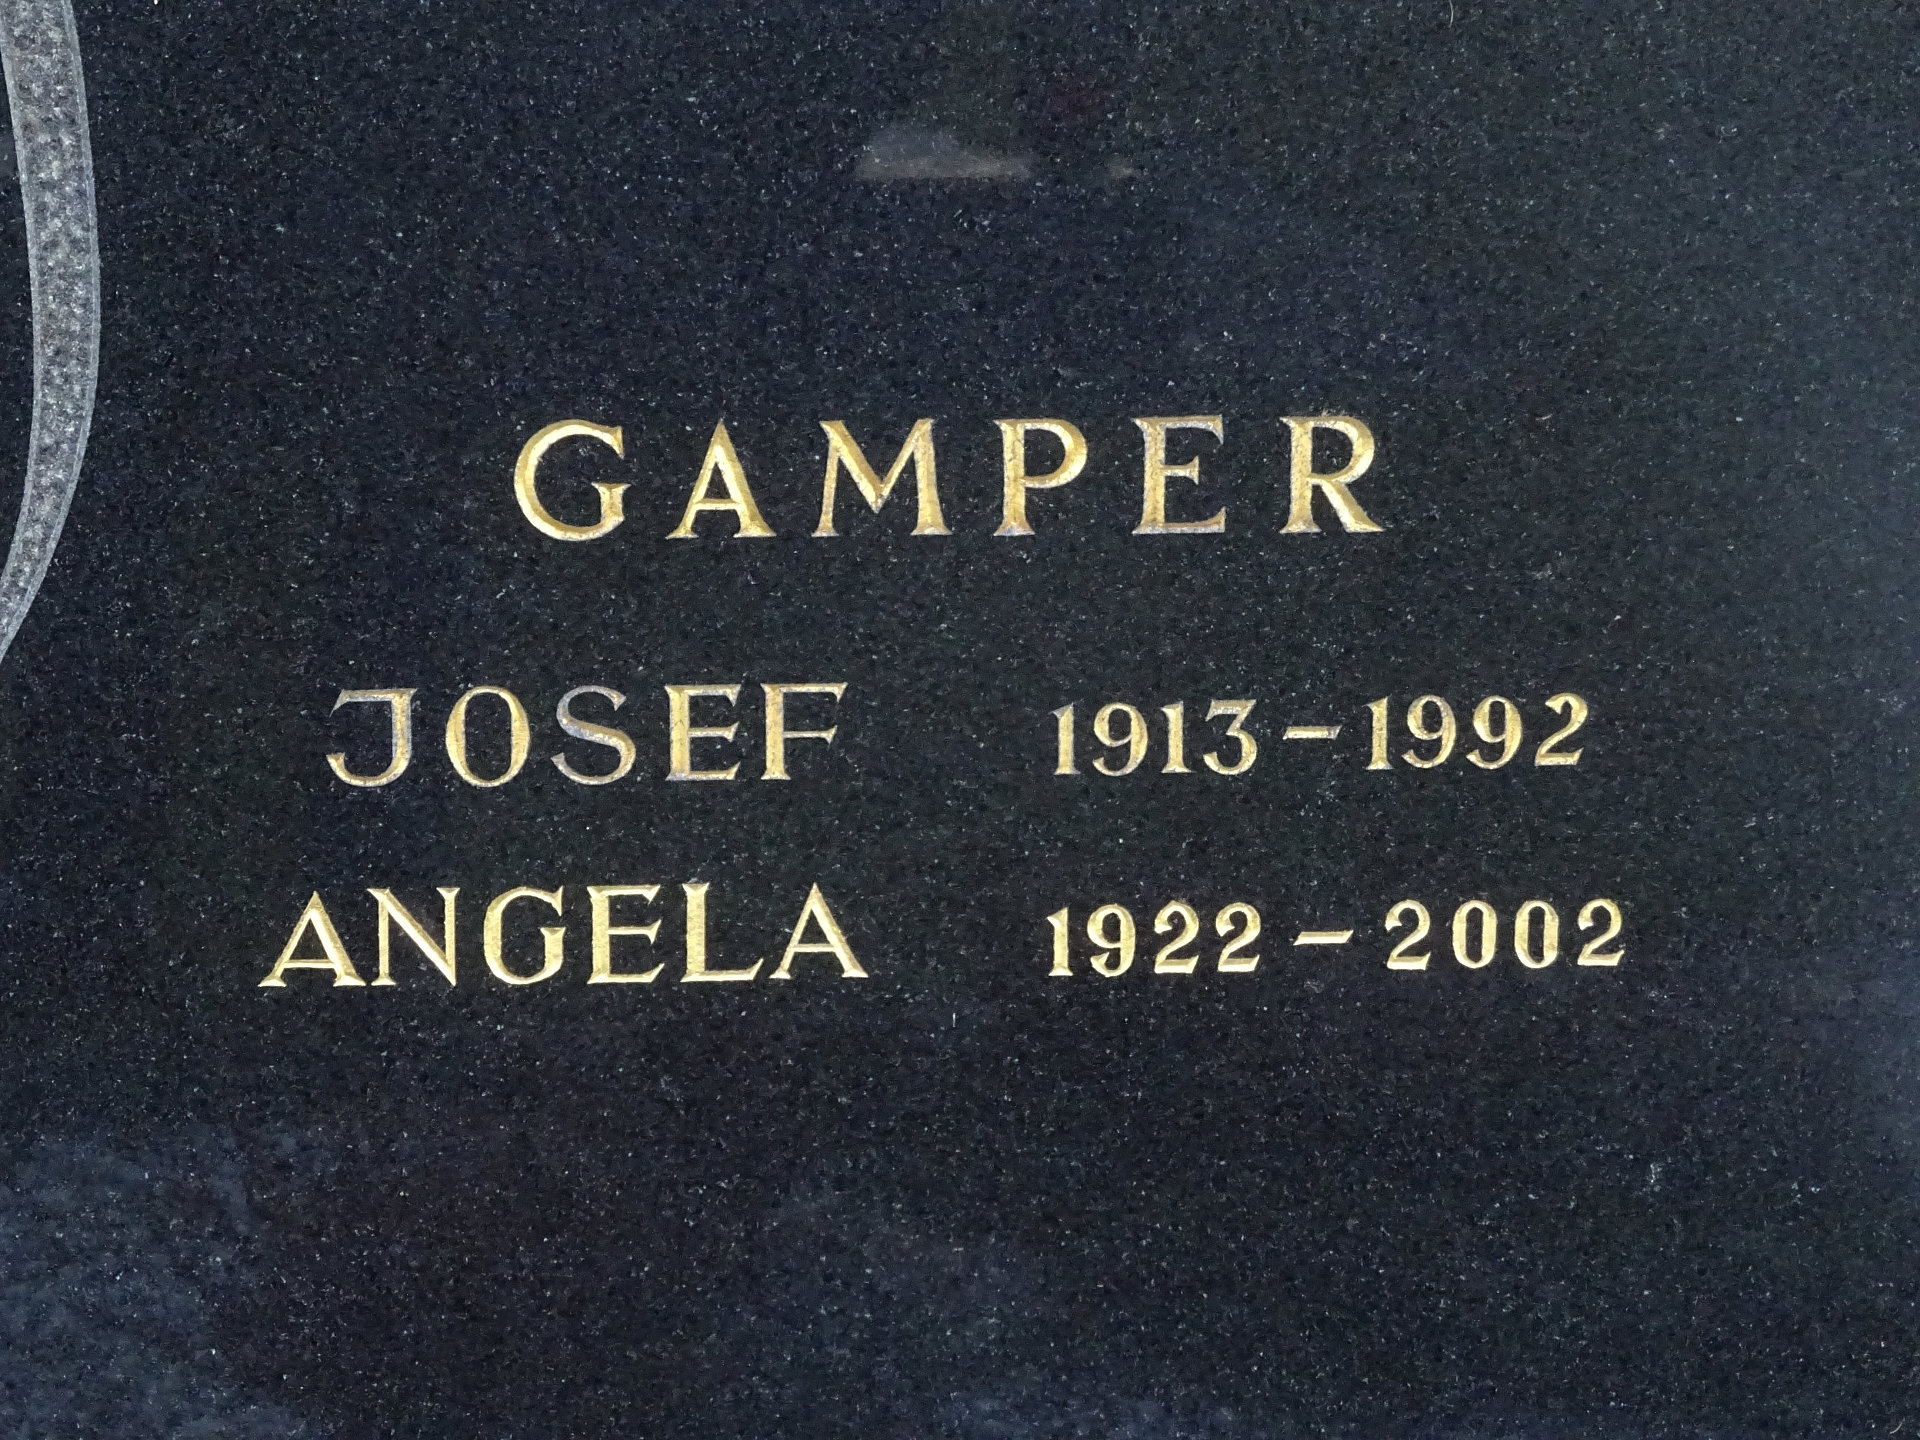 GAMPER
JOSEF 1913 – 1992
ANGELA 1922 – 2002